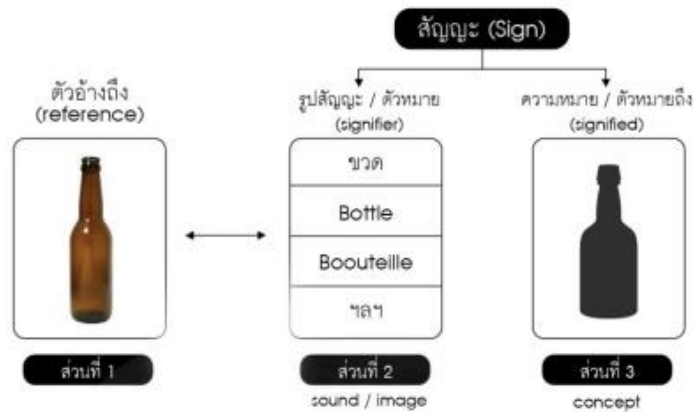 สัญญะ (Sign)
ตัวอ้างถึง
(reference)
รูปสัญญะ / ตัวหมาย
(signifier)
ความหมาย / ตัวหมายถึง
(signified)
ขวด
Bottle
Boouteille
ฯลฯ
ส่วนที่ 1
ส่วนที่ 2
ส่วนที่ 3
sound / image
concept